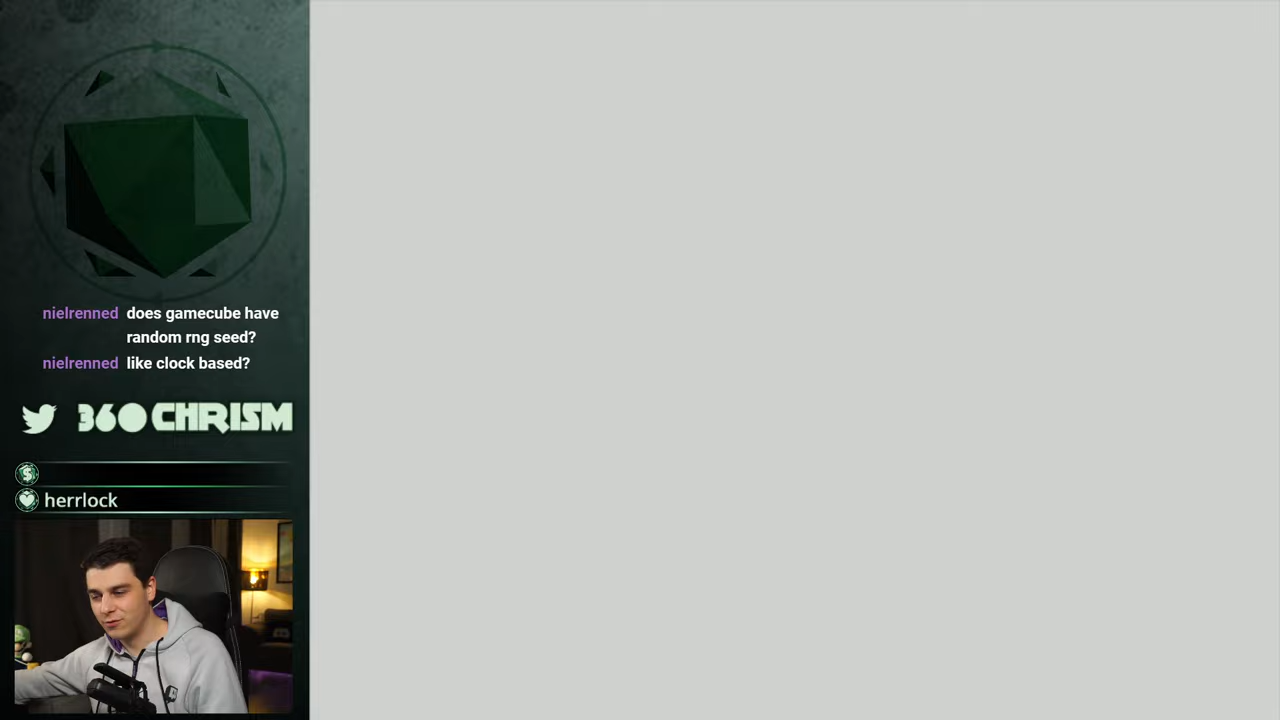 nielrenned does gamecube have
random rng seed?
nielrenned like clock based?
360CHRISM
herrlock